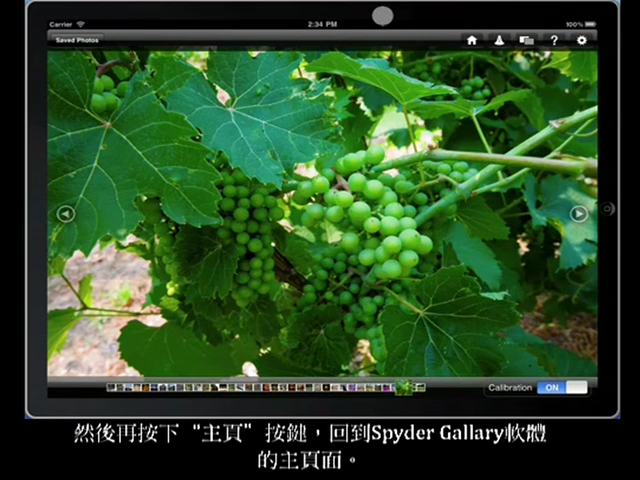 Carrier 2:34 PM 100%
Saved Photos ?
Calibration ON
然後再按下 "主頁" 按鍵，回到Spyder Gallary軟體
的主頁面。